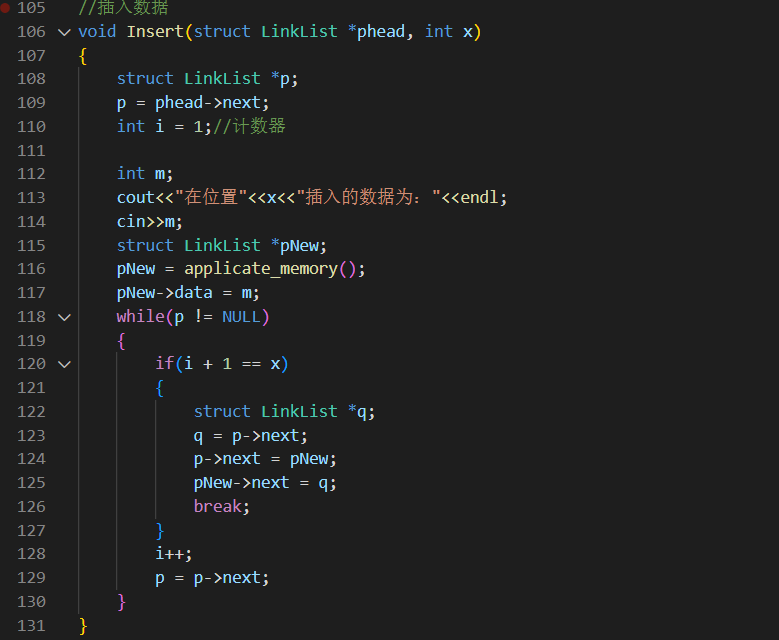 105 //插入数据
106 void Insert(struct LinkList *phead, int x)
107 {
108 struct LinkList *p;
109 p = phead->next;
110 int i = 1;//计数器
111
112 int m;
113 cout<<"在位置"<<x<<"插入的数据为："<<endl;
114 cin>>m;
115 struct LinkList *pNew;
116 pNew = applicate_memory();
117 pNew->data = m;
118 while(p != NULL)
119 {
120 if(i + 1 == x)
121 {
122 struct LinkList *q;
123 q = p->next;
124 p->next = pNew;
125 pNew->next = q;
126 break;
127 }
128 i++;
129 p = p->next;
130 }
131 }